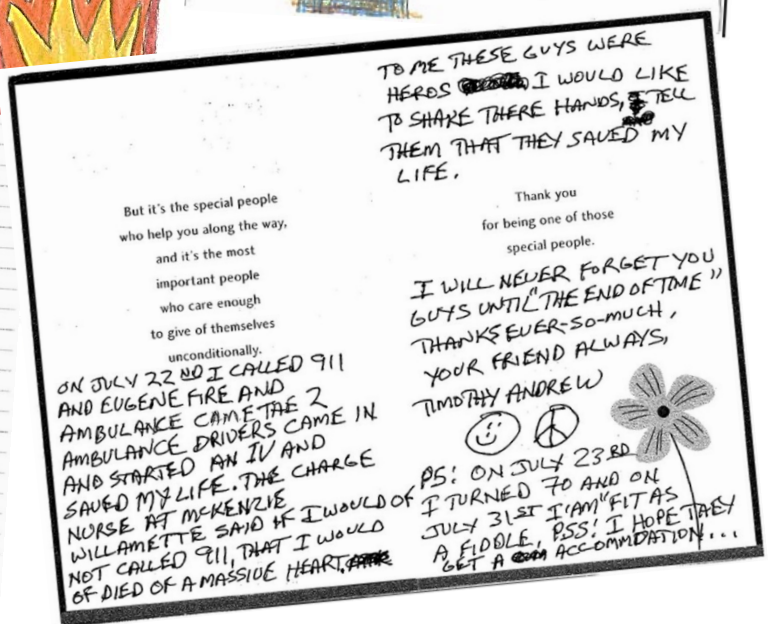 But it's the special people
who help you along the way,
and it's the most
important people
who care enough
to give of themselves
unconditionally.
ON JULY 22ND I CALLED 911
AND EUGENE FIRE AND
AMBULANCE CAME TAE 2
AMBULANCE DRIVERS CAME IN
AND STARTED AN IV AND
SAVED MY LIFE. THE CHARGE
NURSE AT MCKENZIE
WILLAMETTE SAID IF I WOULD OF
NOT CALLED 911, THAT I WOULD
OF DIED OF A MASSIVE HEART.
TO ME THESE GUYS WERE
HEROS I WOULD LIKE
TO SHAKE THERE HANDS, TELL
THEM THAT THEY SAVED MY
LIFE.
Thank you
for being one of those
special people.
I WILL NEVER FORGET YOU
GUYS UNTIL "THE END OF TIME"
THANKS EVER-SO-MUCH,
YOUR FRIEND ALWAYS,
TIMOTHY ANDREW
PS! ON JULY 23RD
I TURNED 70 AND ON
JULY 31ST I'AM "FIT AS
A FIDDLE, PSS! I HOPE THEY
GET A ACCOMMDATION...